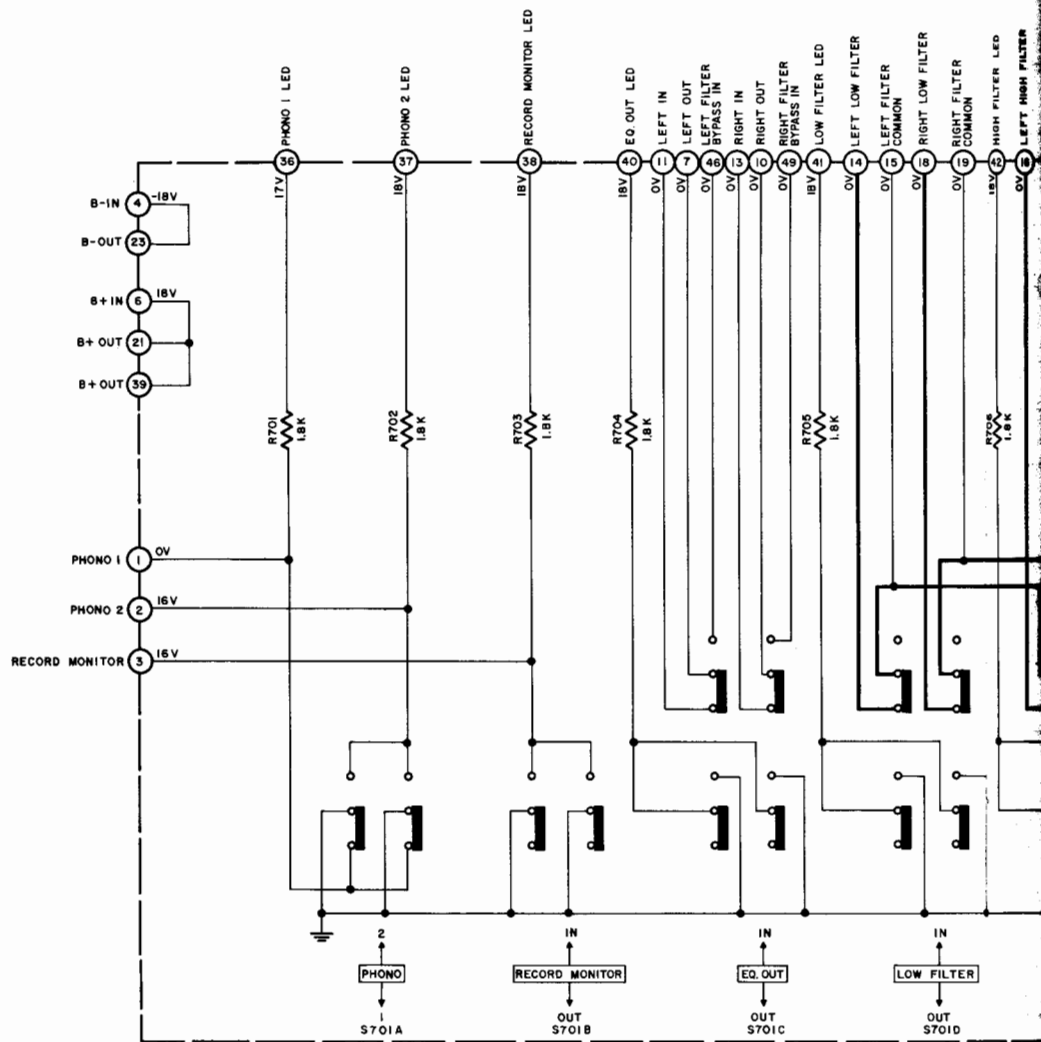 PHONO 1 LED
PHONO 2 LED
RECORD MONITOR LED
EQ. OUT LED
LEFT IN
LEFT OUT
LEFT FILTER
BYPASS IN
RIGHT IN
RIGHT OUT
RIGHT FILTER
BYPASS IN
LOW FILTER LED
LEFT LOW FILTER
LEFT FILTER
COMMON
RIGHT LOW FILTER
RIGHT FILTER
COMMON
HIGH FILTER LED
LEFT HIGH FILTER
36
37
38
40
11
7
46
13
10
49
41
14
15
18
19
42
16
17V
18V
18V
18V
0V
0V
0V
0V
0V
0V
18V
0V
0V
0V
0V
18V
0V
B-IN 4 -18V
B-OUT 23
B+IN 6 18V
B+ OUT 21
B+OUT 39
R701
1.8K
R702
1.8K
R703
1.8K
R704
1.8K
R705
1.8K
R706
1.8K
PHONO 1 1 0V
PHONO 2 2 16V
RECORD MONITOR 3 16V
2
PHONO
1
S701A
IN
RECORD MONITOR
OUT
S701B
IN
EQ. OUT
OUT
S701C
IN
LOW FILTER
OUT
S701D